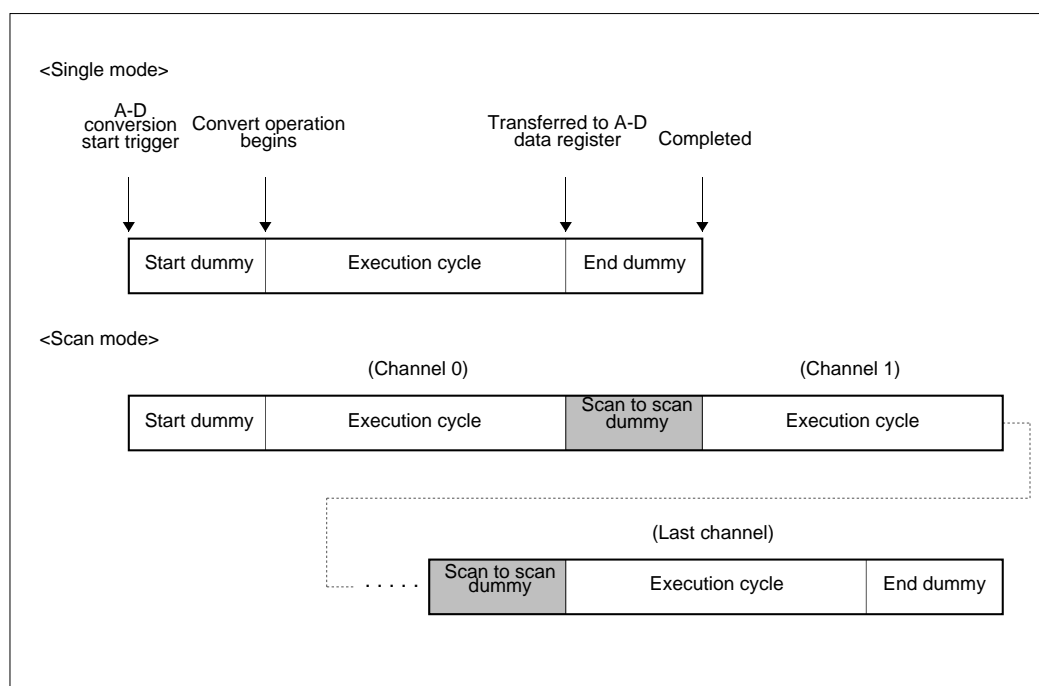 <Single mode>
A-D
conversion
start trigger
Convert operation
begins
Transferred to A-D
data register
Completed
Start dummy
Execution cycle
End dummy
<Scan mode>
(Channel 0)
(Channel 1)
Start dummy
Execution cycle
Scan to scan
dummy
Execution cycle
(Last channel)
. . . . .
Scan to scan
dummy
Execution cycle
End dummy